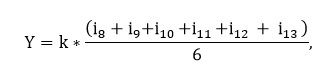 Y = k * (i₈ + i₉+i₁₀ +i₁₁ +i₁₂ + i₁₃ ) / 6,